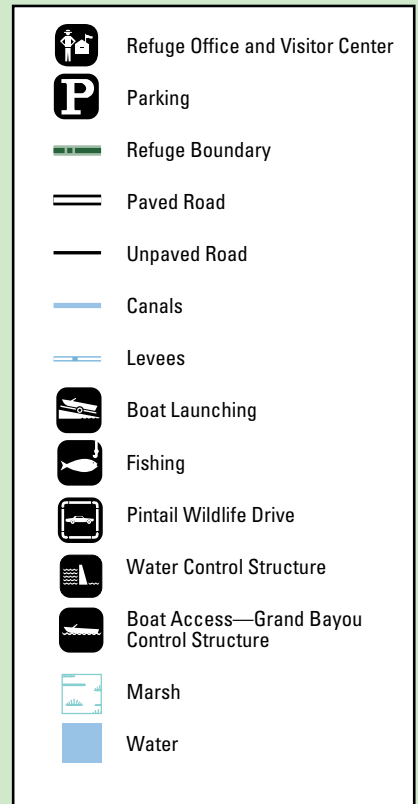 Refuge Office and Visitor Center
P
Parking
Refuge Boundary
Paved Road
Unpaved Road
Canals
Levees
Boat Launching
Fishing
Pintail Wildlife Drive
Water Control Structure
Boat Access—Grand Bayou
Control Structure
Marsh
Water